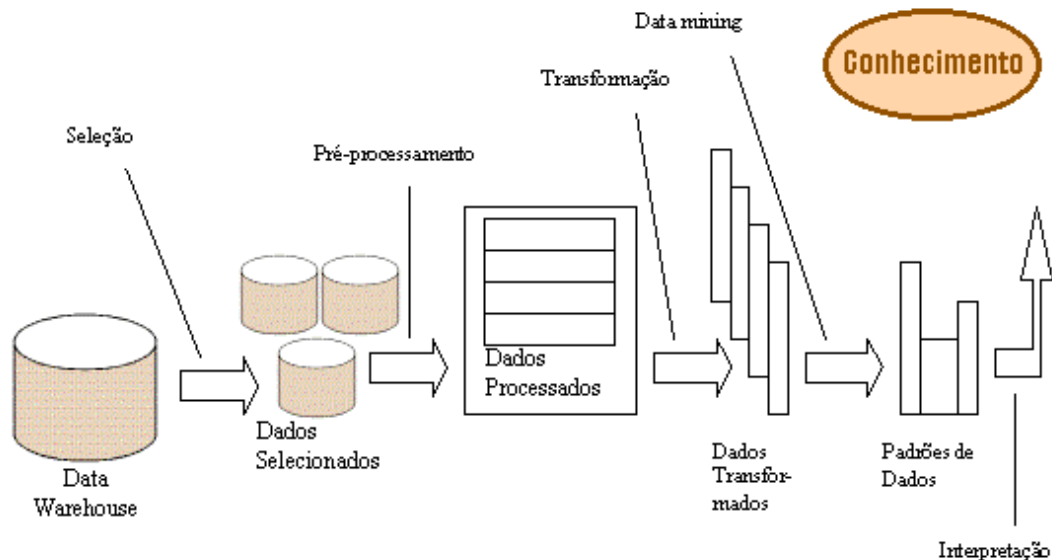 Data mining
Conhecimento
Transformação
Seleção
Pré-processamento
Dados
Processados
Dados
Selecionados
Data
Warehouse
Dados
Transfor-
mados
Padrões de
Dados
Interpretação